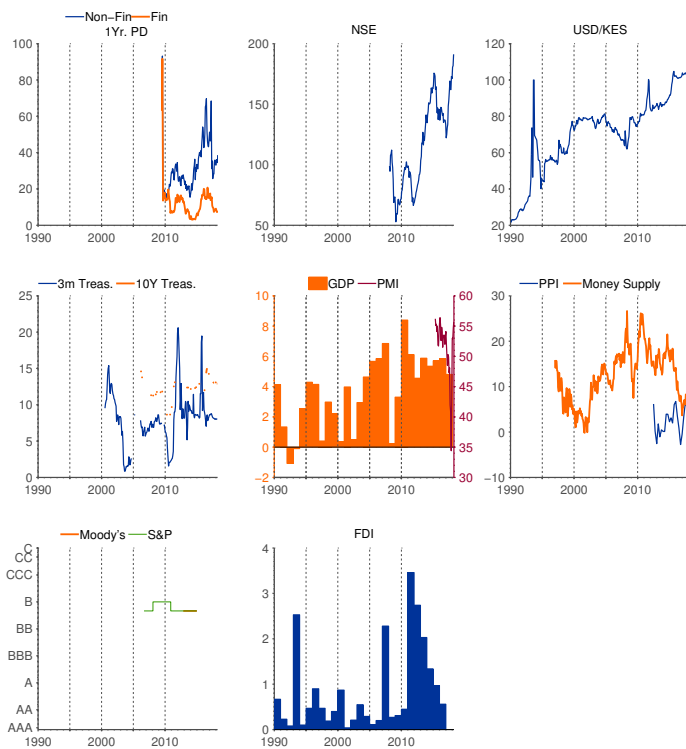 Non−Fin Fin
1Yr. PD
100
80
60
40
20
0
1990 2000 2010
NSE
200
150
100
50
1990 2000 2010
USD/KES
120
100
80
60
40
20
1990 2000 2010
3m Treas. 10Y Treas.
25
20
15
10
5
0
1990 2000 2010
GDP PMI
10
8
6
4
2
0
−2
60
55
50
45
40
35
30
1990 2000 2010
PPI Money Supply
30
20
10
0
−10
1990 2000 2010
Moody's S&P
C
CC
CCC
B
BB
BBB
A
AA
AAA
1990 2000 2010
FDI
4
3
2
1
0
1990 2000 2010